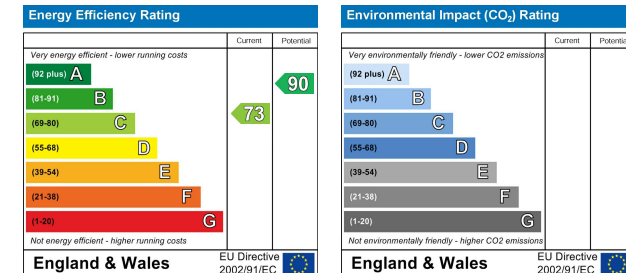 Energy Efficiency Rating
Current Potential
Very energy efficient - lower running costs
(92 plus) A
(81-91) B
(69-80) C
(55-68) D
(39-54) E
(21-38) F
(1-20) G
73
90
Not energy efficient - higher running costs
England & Wales
EU Directive
2002/91/EC
Environmental Impact (CO₂) Rating
Current Potential
Very environmentally friendly - lower CO2 emissions
(92 plus) A
(81-91) B
(69-80) C
(55-68) D
(39-54) E
(21-38) F
(1-20) G
Not environmentally friendly - higher CO2 emissions
England & Wales
EU Directive
2002/91/EC